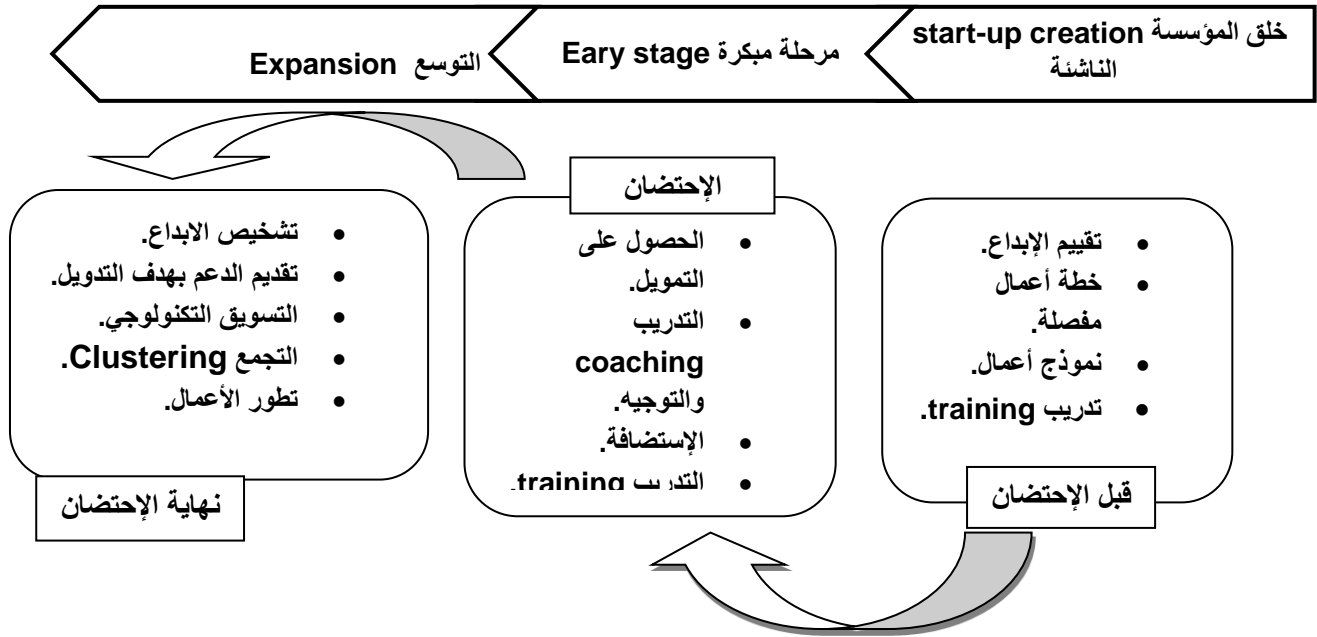 خلق المؤسسة start-up creation
الناشئة
مرحلة مبكرة Eary stage
التوسع Expansion
قبل الإحتضان
• تقييم الإبداع.
• خطة أعمال
مفصلة.
• نموذج أعمال.
• تدريب training.
الإحتضان
• الحصول على
التمويل.
• التدريب
coaching
والتوجيه.
• الإستضافة.
• التدريب training.
• تشخيص الابداع.
• تقديم الدعم بهدف التدويل.
• التسويق التكنولوجي.
• التجمع Clustering.
• تطور الأعمال.
نهاية الإحتضان